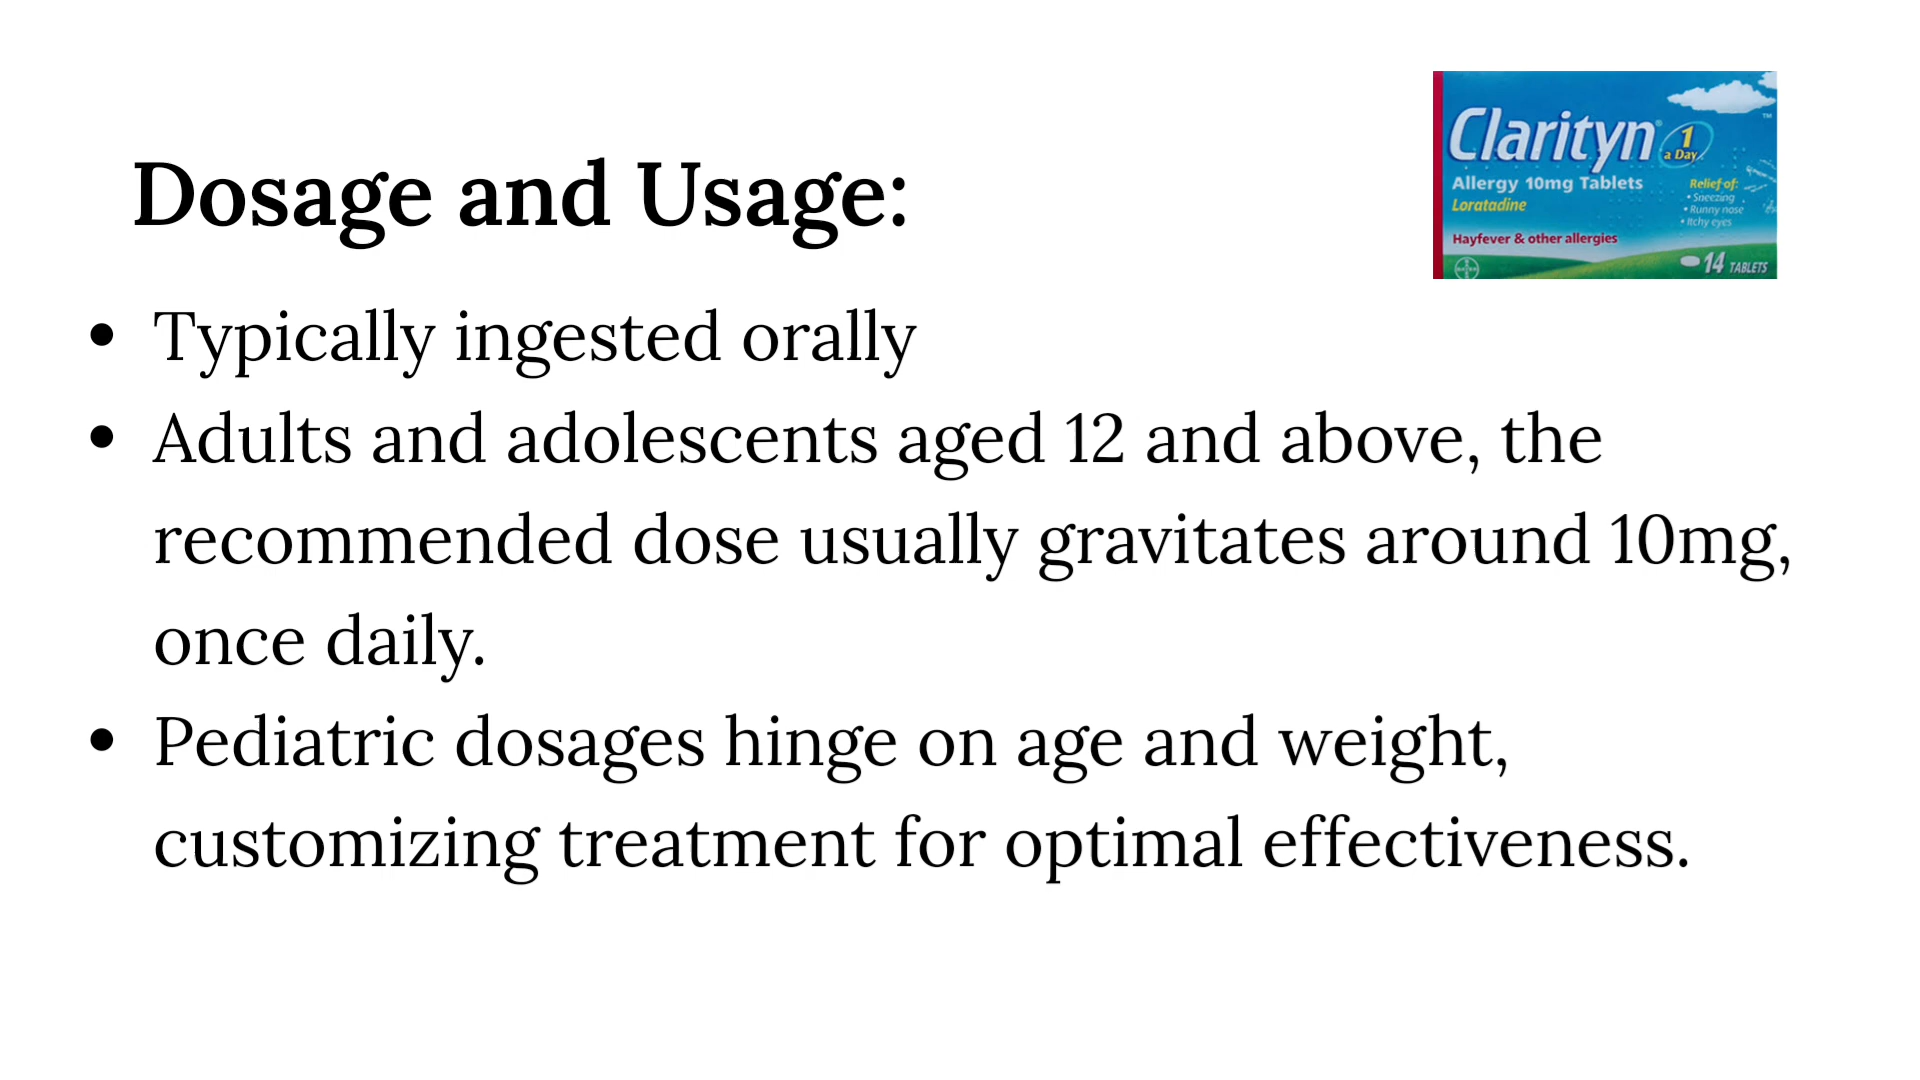 Dosage and Usage:
Clarityn®
1
a Day
™
Allergy 10mg Tablets
Loratadine
Relief of:
• Sneezing
• Runny nose
• Itchy eyes
Hayfever & other allergies
BAYER
14 TABLETS
• Typically ingested orally
• Adults and adolescents aged 12 and above, the
recommended dose usually gravitates around 10mg,
once daily.
• Pediatric dosages hinge on age and weight,
customizing treatment for optimal effectiveness.